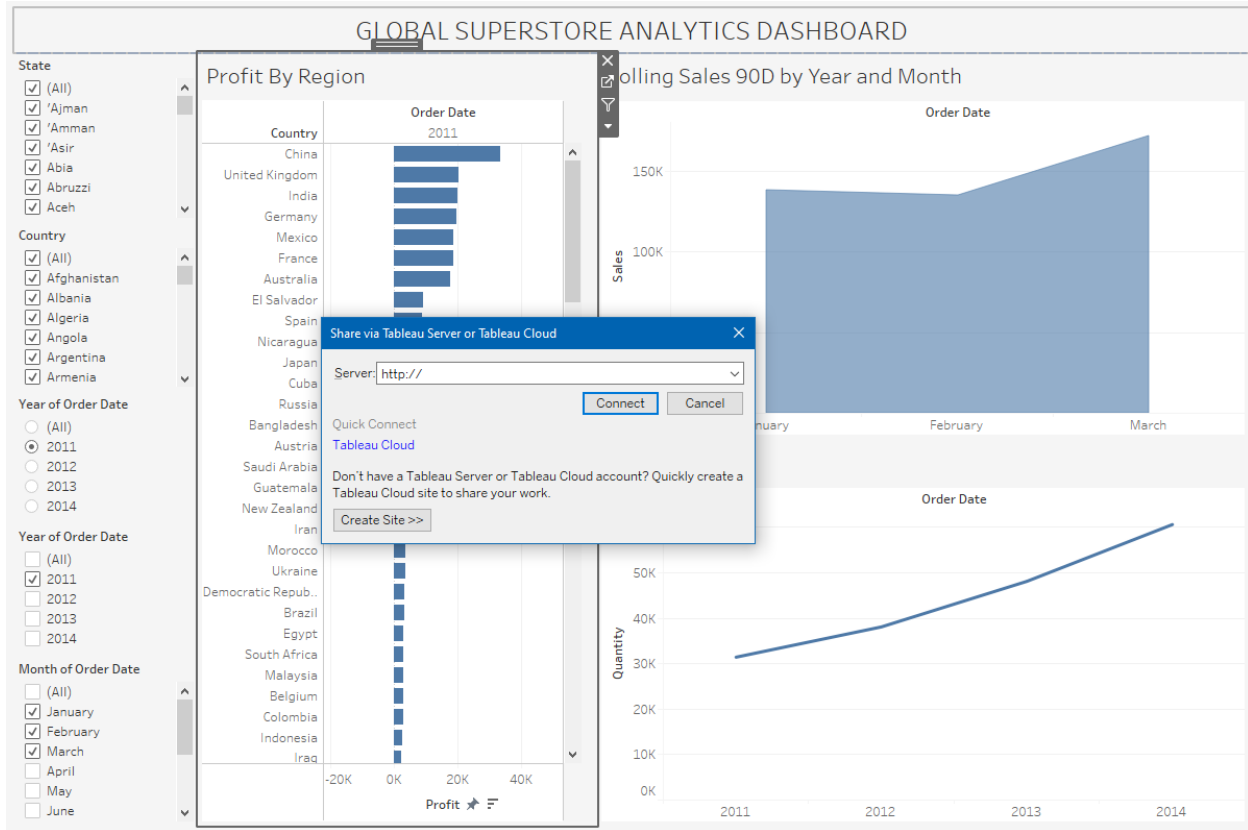 GLOBAL SUPERSTORE ANALYTICS DASHBOARD
State
(All)
'Ajman
'Amman
'Asir
Abia
Abruzzi
Aceh
Country
(All)
Afghanistan
Albania
Algeria
Angola
Argentina
Armenia
Year of Order Date
(All)
2011
2012
2013
2014
Year of Order Date
(All)
2011
2012
2013
2014
Month of Order Date
(All)
January
February
March
April
May
June
Profit By Region
Order Date
Country
2011
China
United Kingdom
India
Germany
Mexico
France
Australia
El Salvador
Spain
Nicaragua
Japan
Cuba
Russia
Bangladesh
Austria
Saudi Arabia
Guatemala
New Zealand
Iran
Morocco
Ukraine
Democratic Repub..
Brazil
Egypt
South Africa
Malaysia
Belgium
Colombia
Indonesia
Iraq
-20K 0K 20K 40K
Profit
Share via Tableau Server or Tableau Cloud
Server: http://
Connect Cancel
Quick Connect
Tableau Cloud
Don't have a Tableau Server or Tableau Cloud account? Quickly create a
Tableau Cloud site to share your work.
Create Site >>
olling Sales 90D by Year and Month
Order Date
150K
100K
Sales
nuary February March
Order Date
50K
40K
30K
20K
10K
0K
Quantity
2011 2012 2013 2014